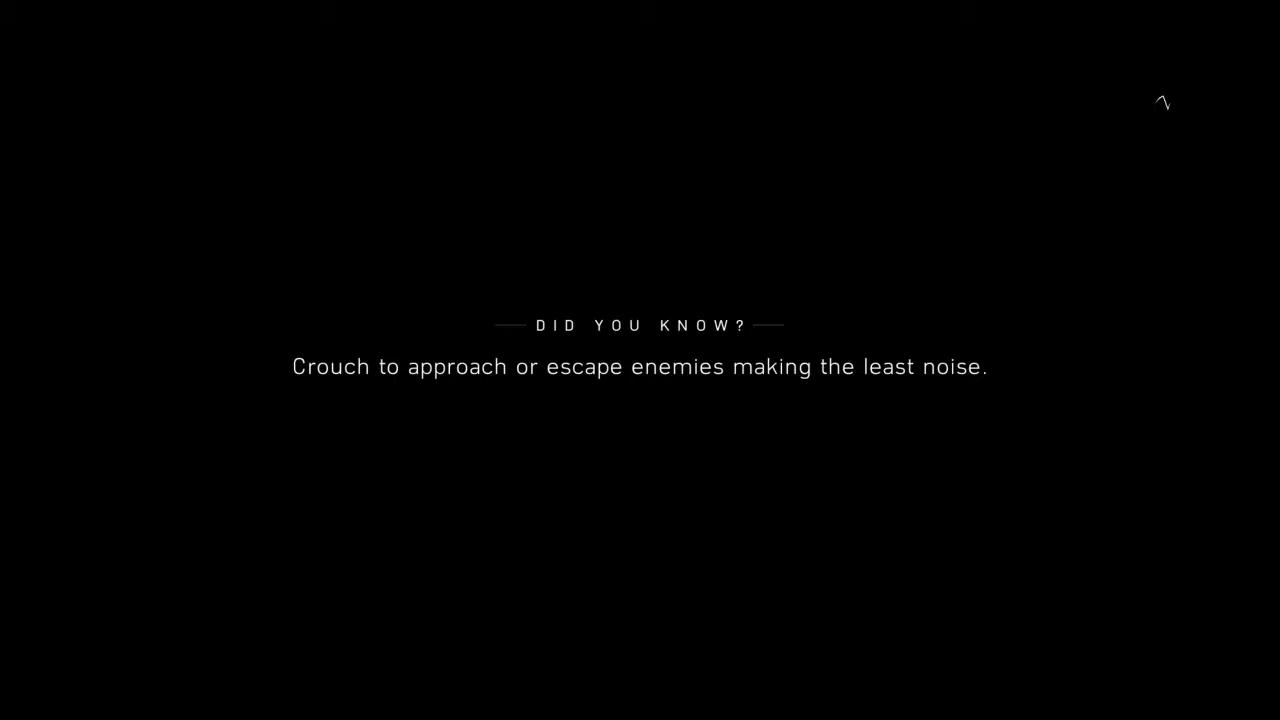 DID YOU KNOW?
Crouch to approach or escape enemies making the least noise.